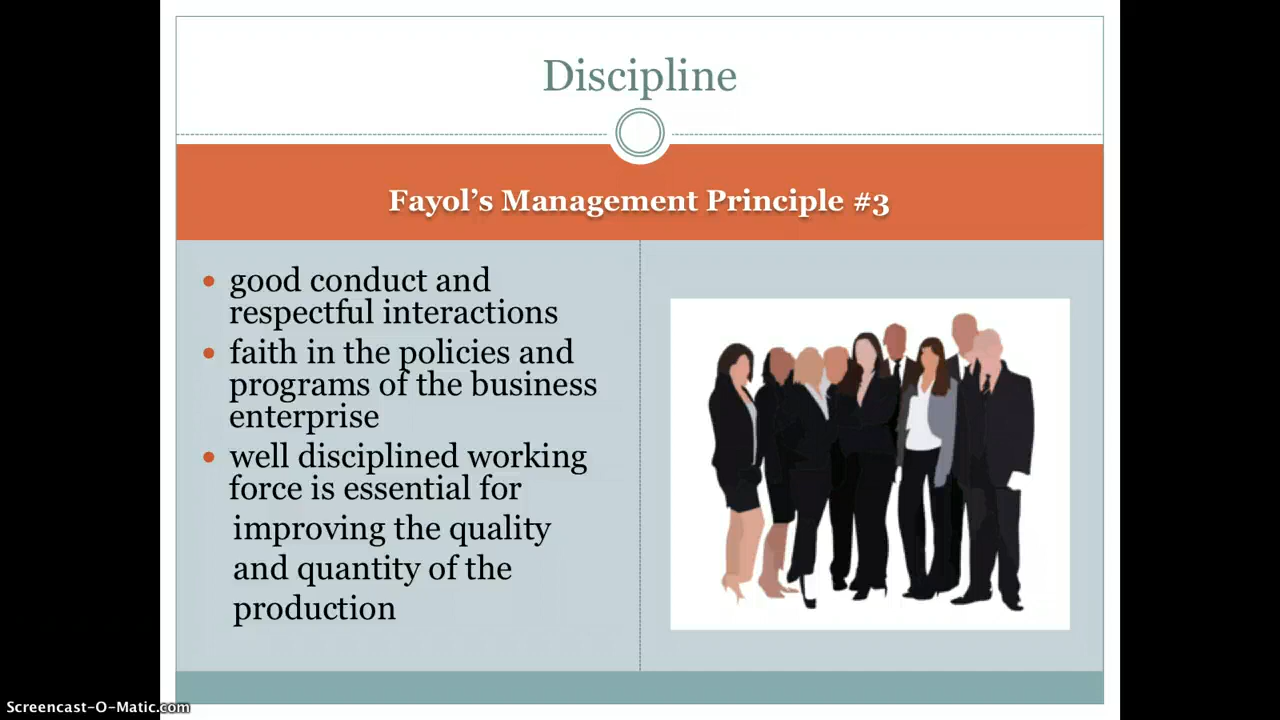 Discipline
Fayol's Management Principle #3
• good conduct and
respectful interactions
• faith in the policies and
programs of the business
enterprise
• well disciplined working
force is essential for
improving the quality
and quantity of the
production
Screencast-O-Matic.com